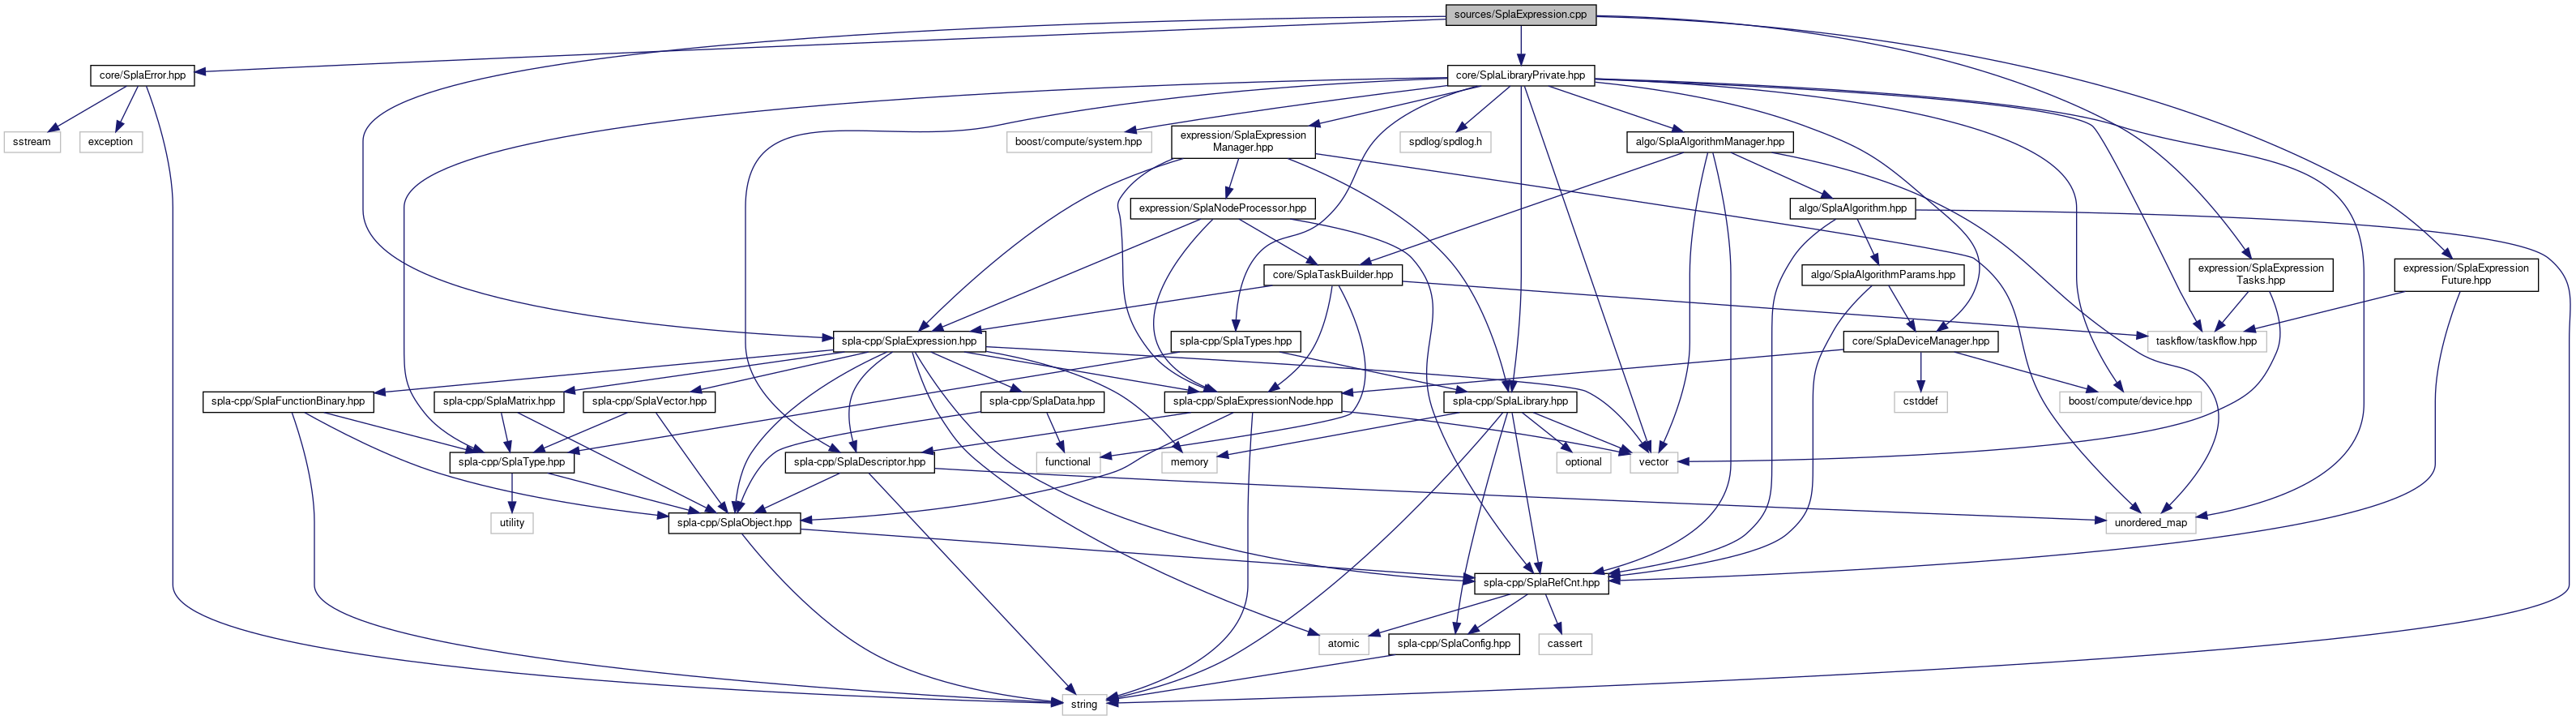 sources/SplaExpression.cpp
core/SplaError.hpp
core/SplaLibraryPrivate.hpp
sstream
exception
boost/compute/system.hpp
expression/SplaExpression
Manager.hpp
spdlog/spdlog.h
algo/SplaAlgorithmManager.hpp
expression/SplaNodeProcessor.hpp
algo/SplaAlgorithm.hpp
core/SplaTaskBuilder.hpp
algo/SplaAlgorithmParams.hpp
expression/SplaExpression
Tasks.hpp
expression/SplaExpression
Future.hpp
spla-cpp/SplaExpression.hpp
spla-cpp/SplaTypes.hpp
core/SplaDeviceManager.hpp
taskflow/taskflow.hpp
spla-cpp/SplaFunctionBinary.hpp
spla-cpp/SplaMatrix.hpp
spla-cpp/SplaVector.hpp
spla-cpp/SplaData.hpp
spla-cpp/SplaExpressionNode.hpp
spla-cpp/SplaLibrary.hpp
cstddef
boost/compute/device.hpp
spla-cpp/SplaType.hpp
spla-cpp/SplaDescriptor.hpp
functional
memory
optional
vector
utility
spla-cpp/SplaObject.hpp
unordered_map
spla-cpp/SplaRefCnt.hpp
atomic
spla-cpp/SplaConfig.hpp
cassert
string